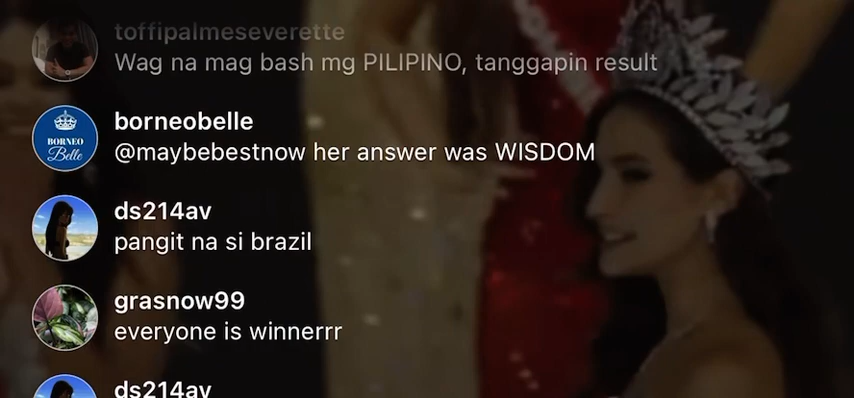 toffipalmeseverette
Wag na mag bash mg PILIPINO, tanggapin result
borneobelle
BORNEO
Belle
@maybebestnow her answer was WISDOM
ds214av
pangit na si brazil
grasnow99
everyone is winnerrr
ds214av